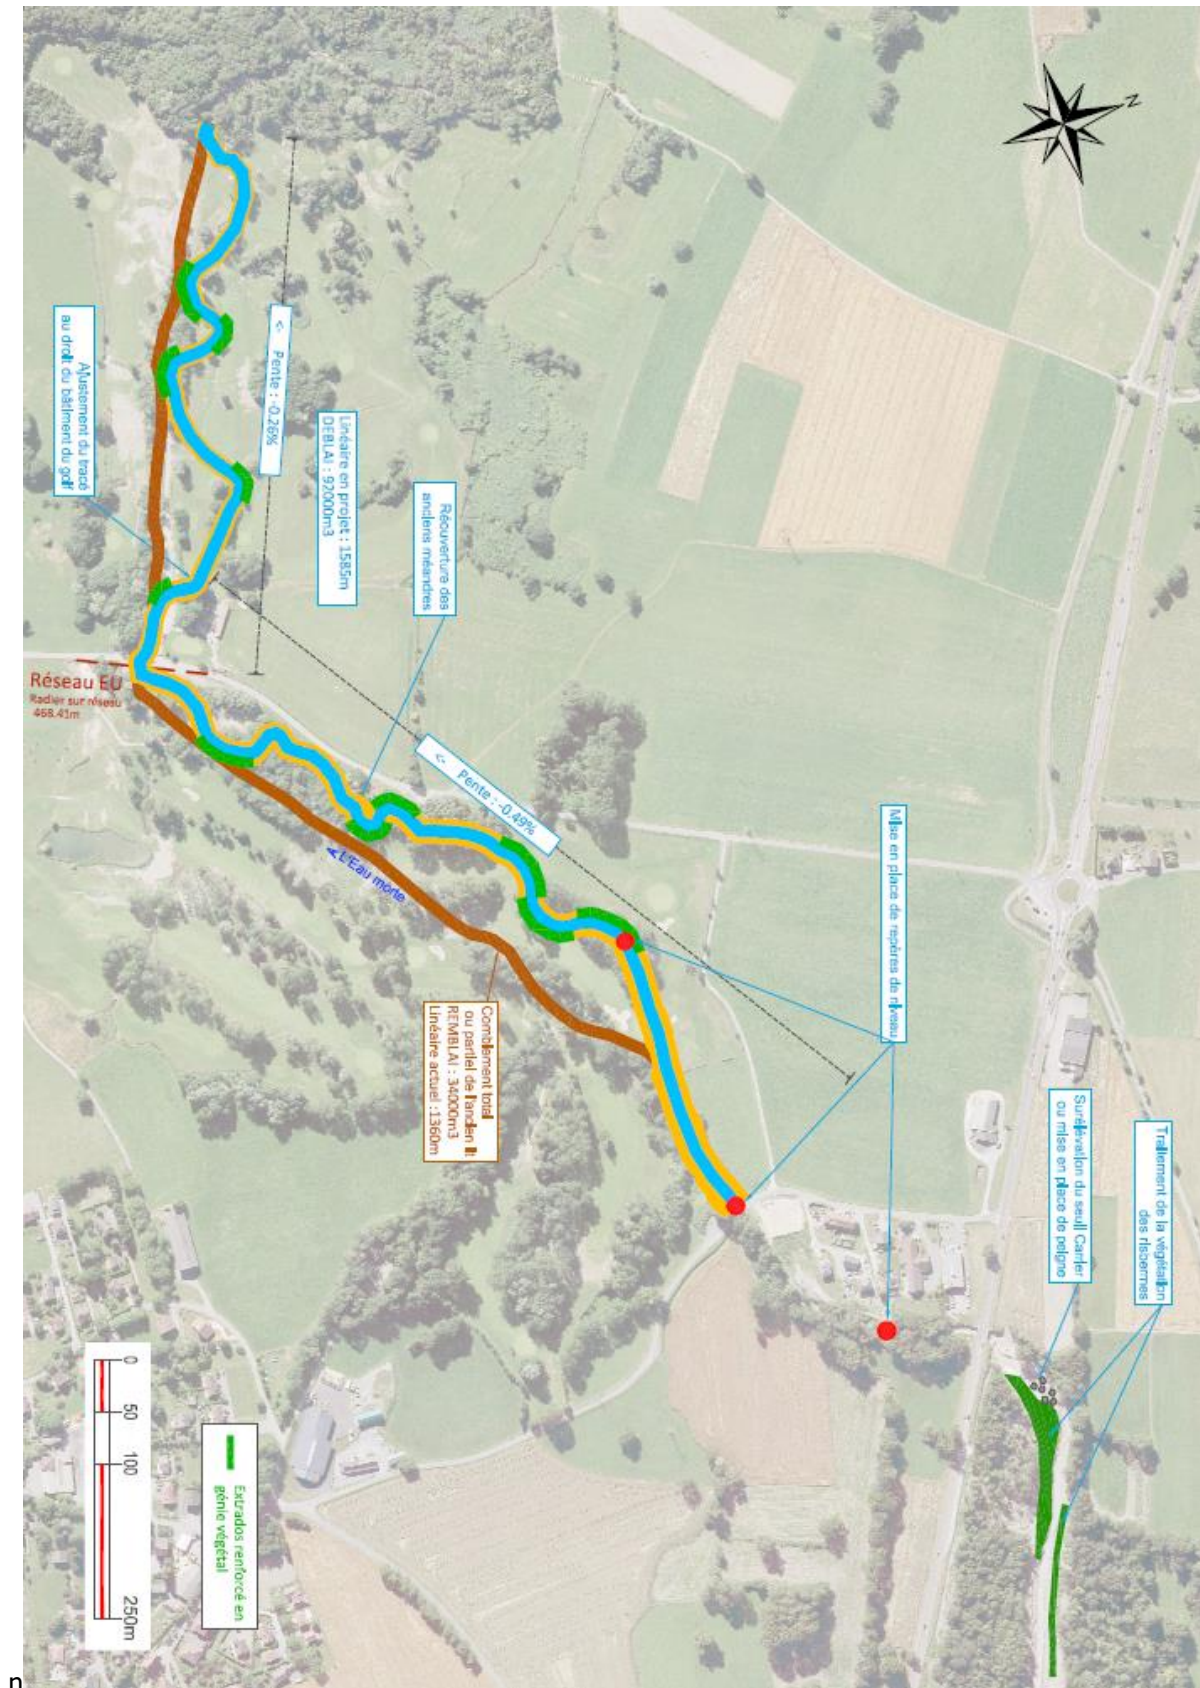 N
Ajustement du tracé
au droit du bâtiment du golf
<- Pente : -0.26%
Linéaire en projet : 1585m
DEBLAI : 92000m3
Réouverture des
anciens méandres
Réseau EU
Radier sur réseau
468.41m
<- Pente : -0.49%
L'Eau morte
Mise en place de repères de niveau
Comblement total
ou partiel de l'ancien lit
REMBLAI : 34000m3
Linéaire actuel :1360m
Surélévation du seuil Carrier
ou mise en place de peigne
Traitement de la végétation
des risbermes
0
50
100
250m
Extrados renforcé en
génie végétal
n